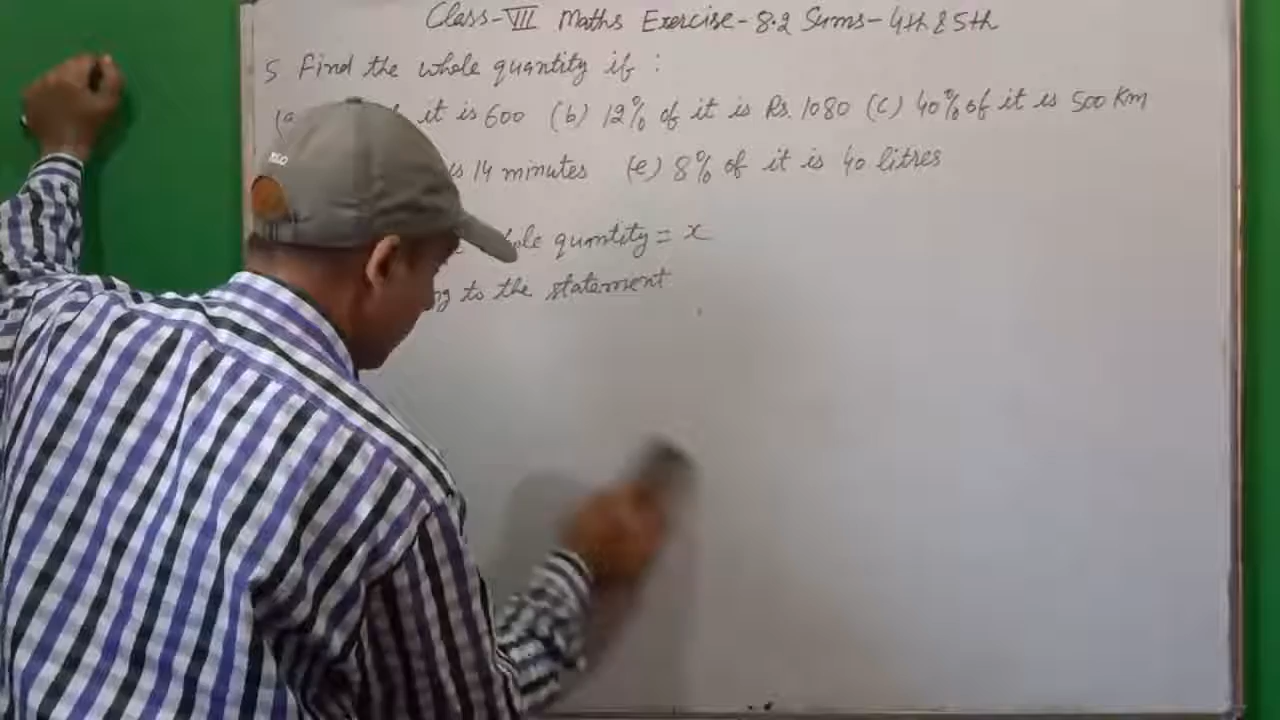 Class-VII Maths Exercise-8.2 Sums-4th & 5th
5 Find the whole quantity if :
(a it is 600 (b) 12% of it is Rs. 1080 (c) 40% of it is 500 Km
14 minutes (e) 8% of it is 40 litres
quantity = x
to the statement